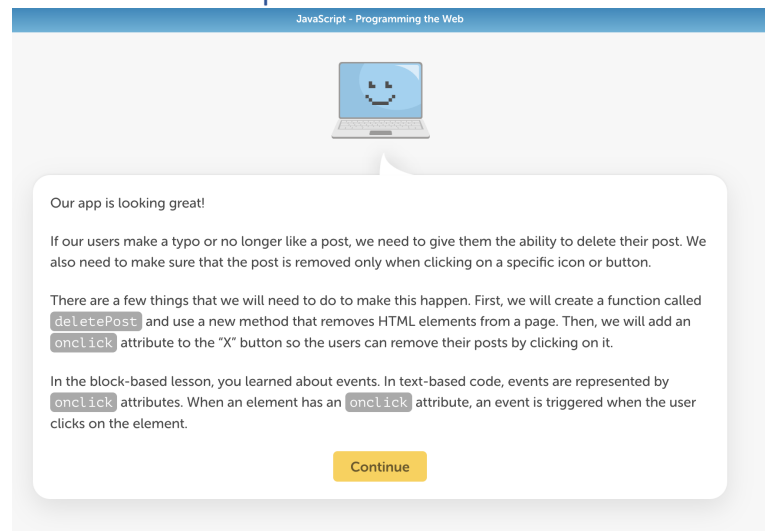 JavaScript - Programming the Web
Our app is looking great!
If our users make a typo or no longer like a post, we need to give them the ability to delete their post. We
also need to make sure that the post is removed only when clicking on a specific icon or button.
There are a few things that we will need to do to make this happen. First, we will create a function called
deletePost and use a new method that removes HTML elements from a page. Then, we will add an
onclick attribute to the “X” button so the users can remove their posts by clicking on it.
In the block-based lesson, you learned about events. In text-based code, events are represented by
onclick attributes. When an element has an onclick attribute, an event is triggered when the user
clicks on the element.
Continue